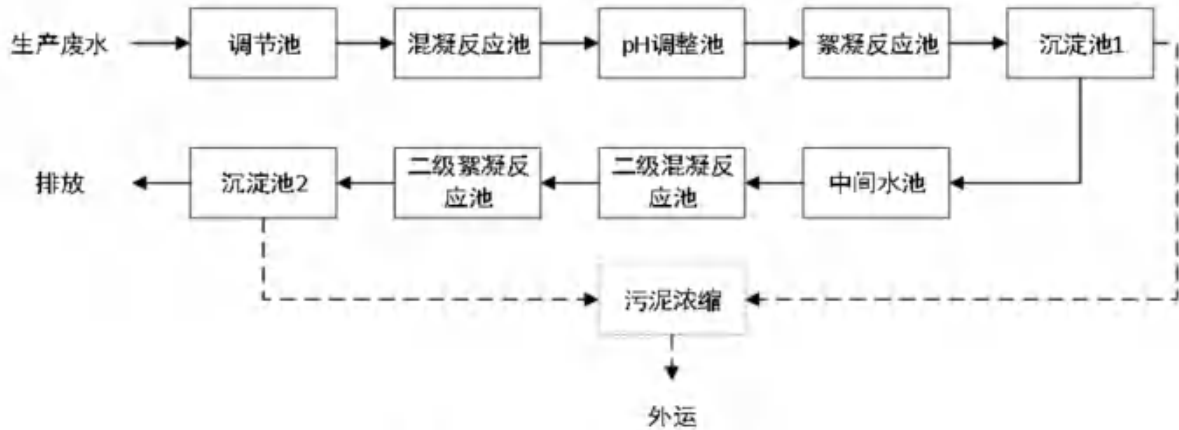 生产废水
调节池
混凝反应池
pH调整池
絮凝反应池
沉淀池1
排放
沉淀池2
二级絮凝反
应池
二级混凝反
应池
中间水池
污泥浓缩
外运